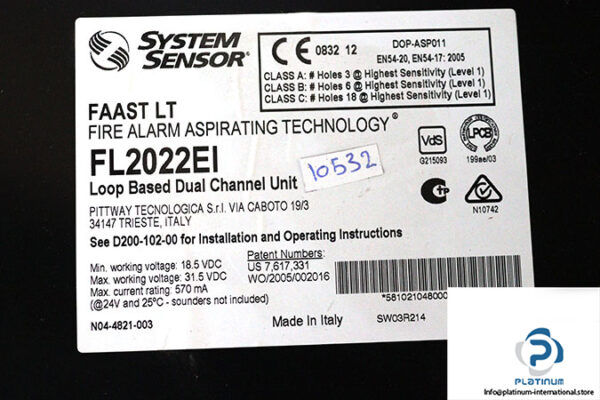 SYSTEM
SENSOR®
CE 0832 12
DOP-ASP011
EN54-20, EN54-17: 2005
CLASS A: # Holes 3 @ Highest Sensitivity (Level 1)
CLASS B: # Holes 6 @ Highest Sensitivity (Level 1)
CLASS C: # Holes 18 @ Highest Sensitivity (Level 1)
FAAST LT
FIRE ALARM ASPIRATING TECHNOLOGY®
FL2022EI
10532
Loop Based Dual Channel Unit
VdS
G215093
LPCB
199ae/03
PITTWAY TECNOLOGICA S.r.l. VIA CABOTO 19/3
34147 TRIESTE, iTALY
N10742
See D200-102-00 for Installation and Operating Instructions
Min. working voltage: 18.5 VDC
Max. working voltage: 31.5 VDC
Max. current rating: 570 mA
(@24V and 25°C - sounders not included)
Patent Numbers:
US 7,617,331
WO/2005/002016
*581021048000
N04-4821-003
Made in Italy
SW03R214
PLATINUM
platinum-international.store